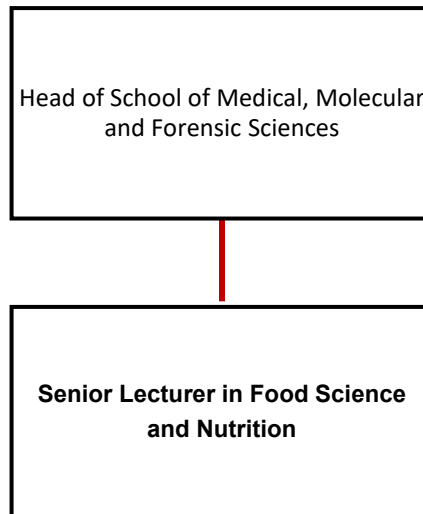 Head of School of Medical, Molecular
and Forensic Sciences
Senior Lecturer in Food Science
and Nutrition